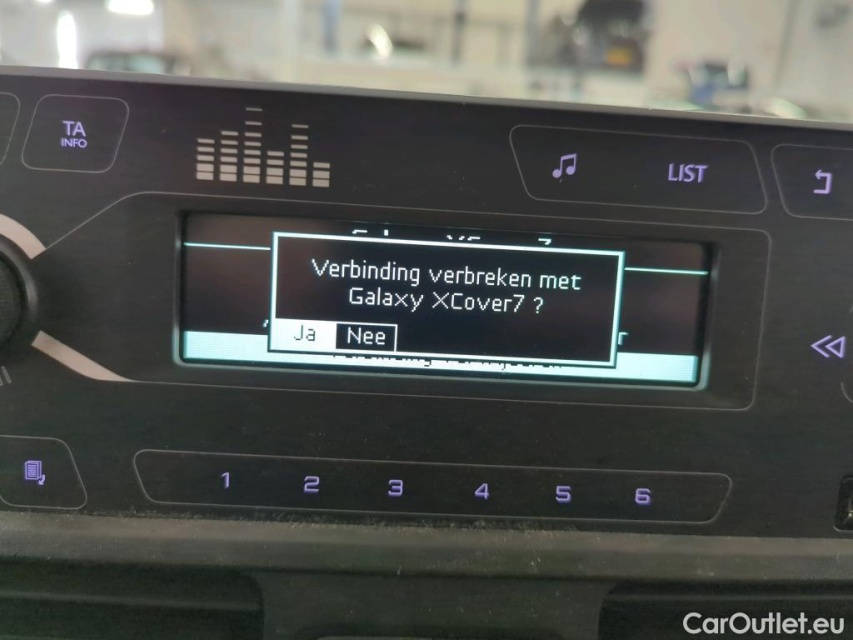 TA
INFO
LIST
Verbinding verbreken met
Galaxy XCover7 ?
Ja Nee
1 2 3 4 5 6
CarOutlet.eu